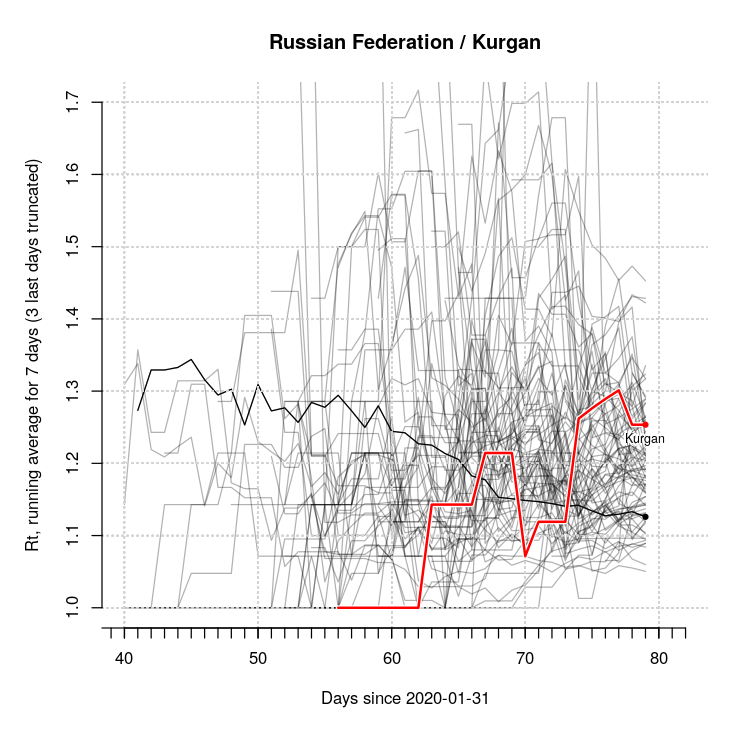 Russian Federation / Kurgan
Rt, running average for 7 days (3 last days truncated)
1.7
1.6
1.5
1.4
1.3
1.2
1.1
1.0
Kurgan
40 50 60 70 80
Days since 2020-01-31